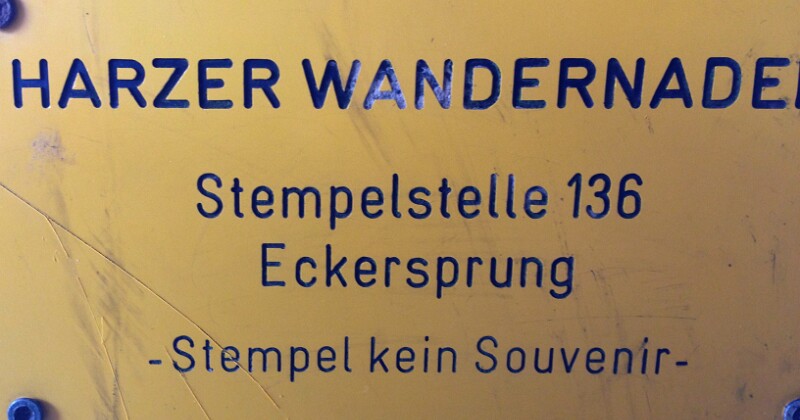 HARZER WANDERNADEL
Stempelstelle 136
Eckersprung
-Stempel kein Souvenir-